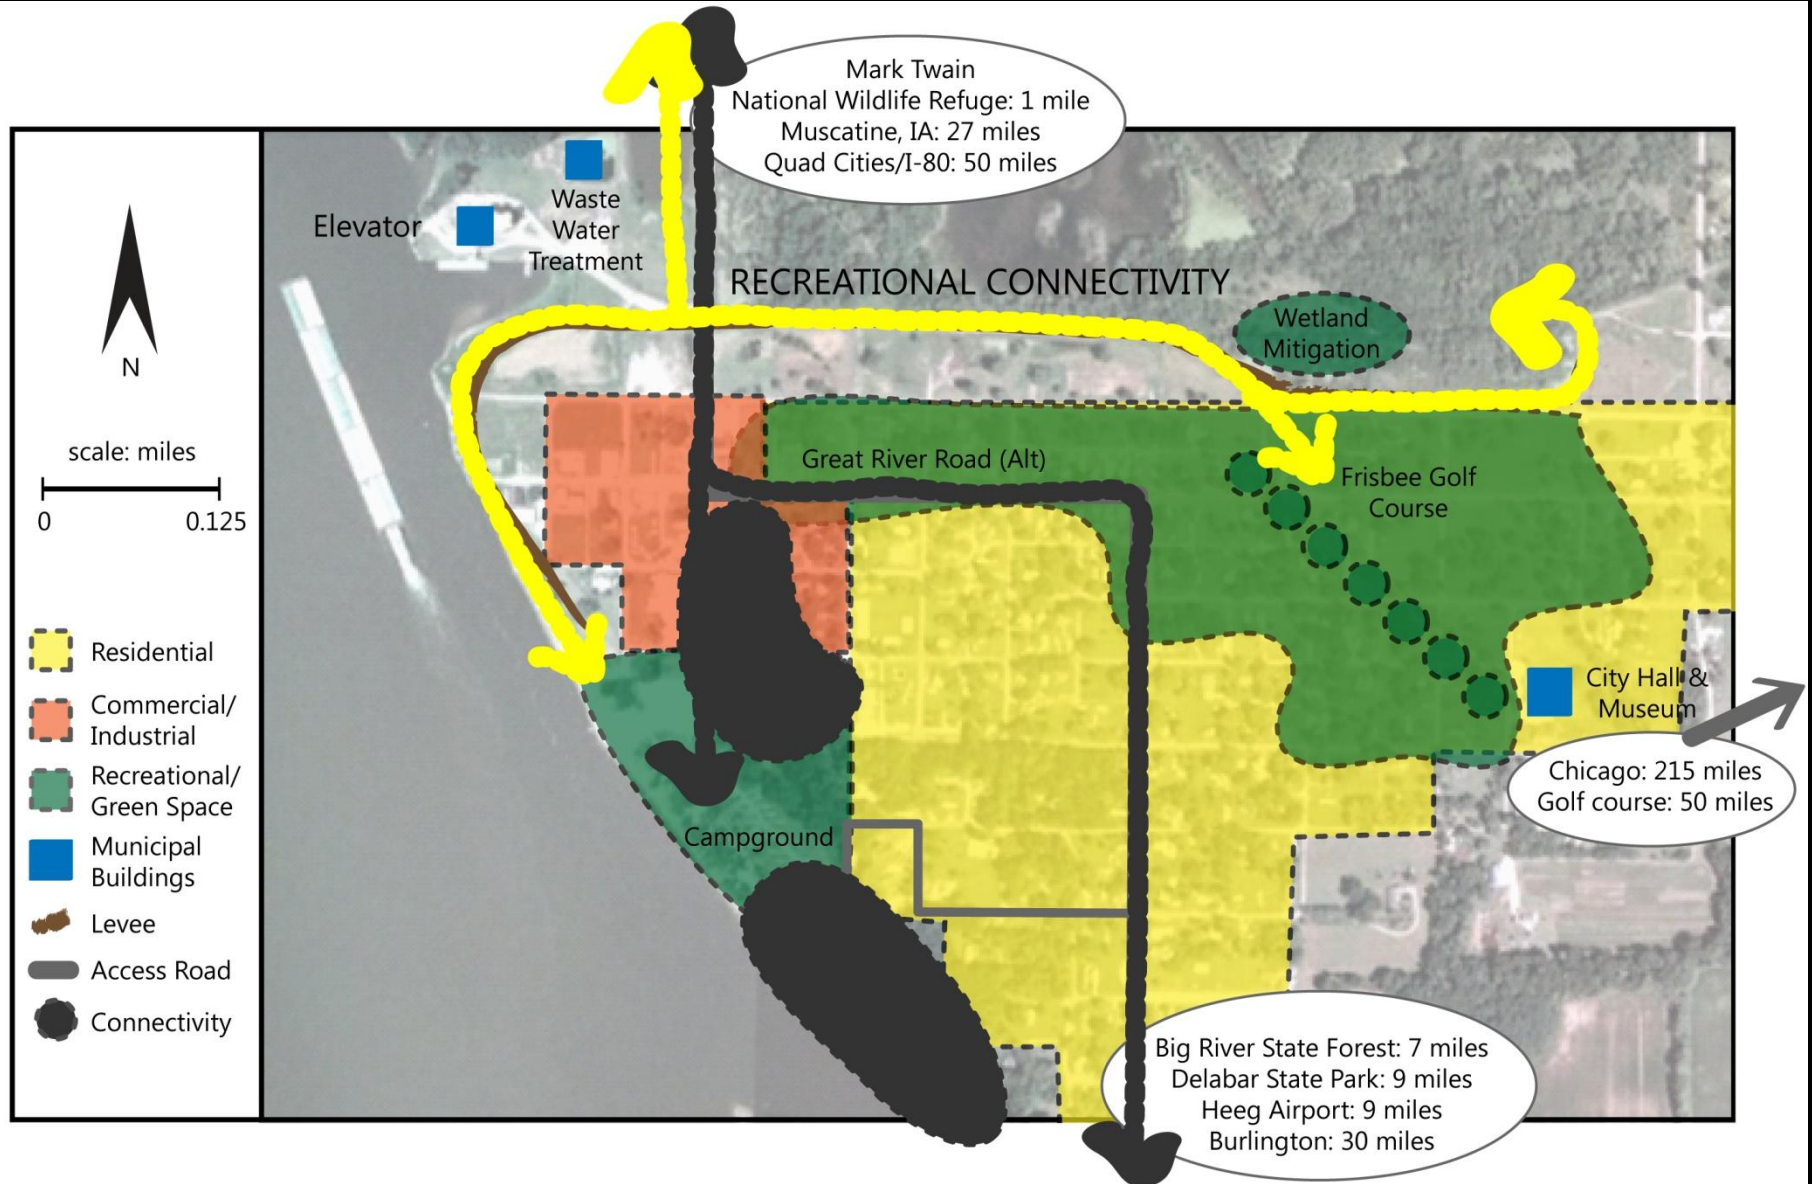 Mark Twain
National Wildlife Refuge: 1 mile
Muscatine, IA: 27 miles
Quad Cities/I-80: 50 miles
Waste
Water
Treatment
Elevator
RECREATIONAL CONNECTIVITY
Wetland
Mitigation
N
scale: miles
0 0.125
Great River Road (Alt)
Frisbee Golf
Course
City Hall &
Museum
Chicago: 215 miles
Golf course: 50 miles
Campground
Residential
Commercial/
Industrial
Recreational/
Green Space
Municipal
Buildings
Levee
Access Road
Connectivity
Big River State Forest: 7 miles
Delabar State Park: 9 miles
Heeg Airport: 9 miles
Burlington: 30 miles